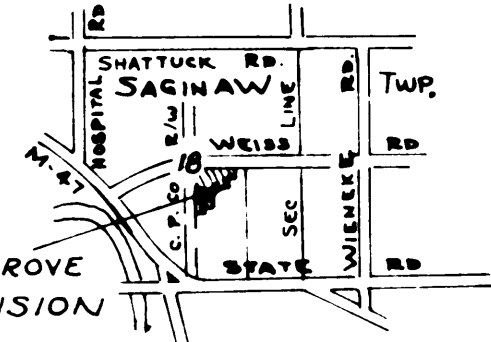 RD
SHATTUCK RD.
SAGINAW TWP.
HOSPITAL
R/W
LINE
RD.
WEISS RD
18
M-47
C. P. CO
SEC
WIENEKE
STATE RD
ROVE
ISION